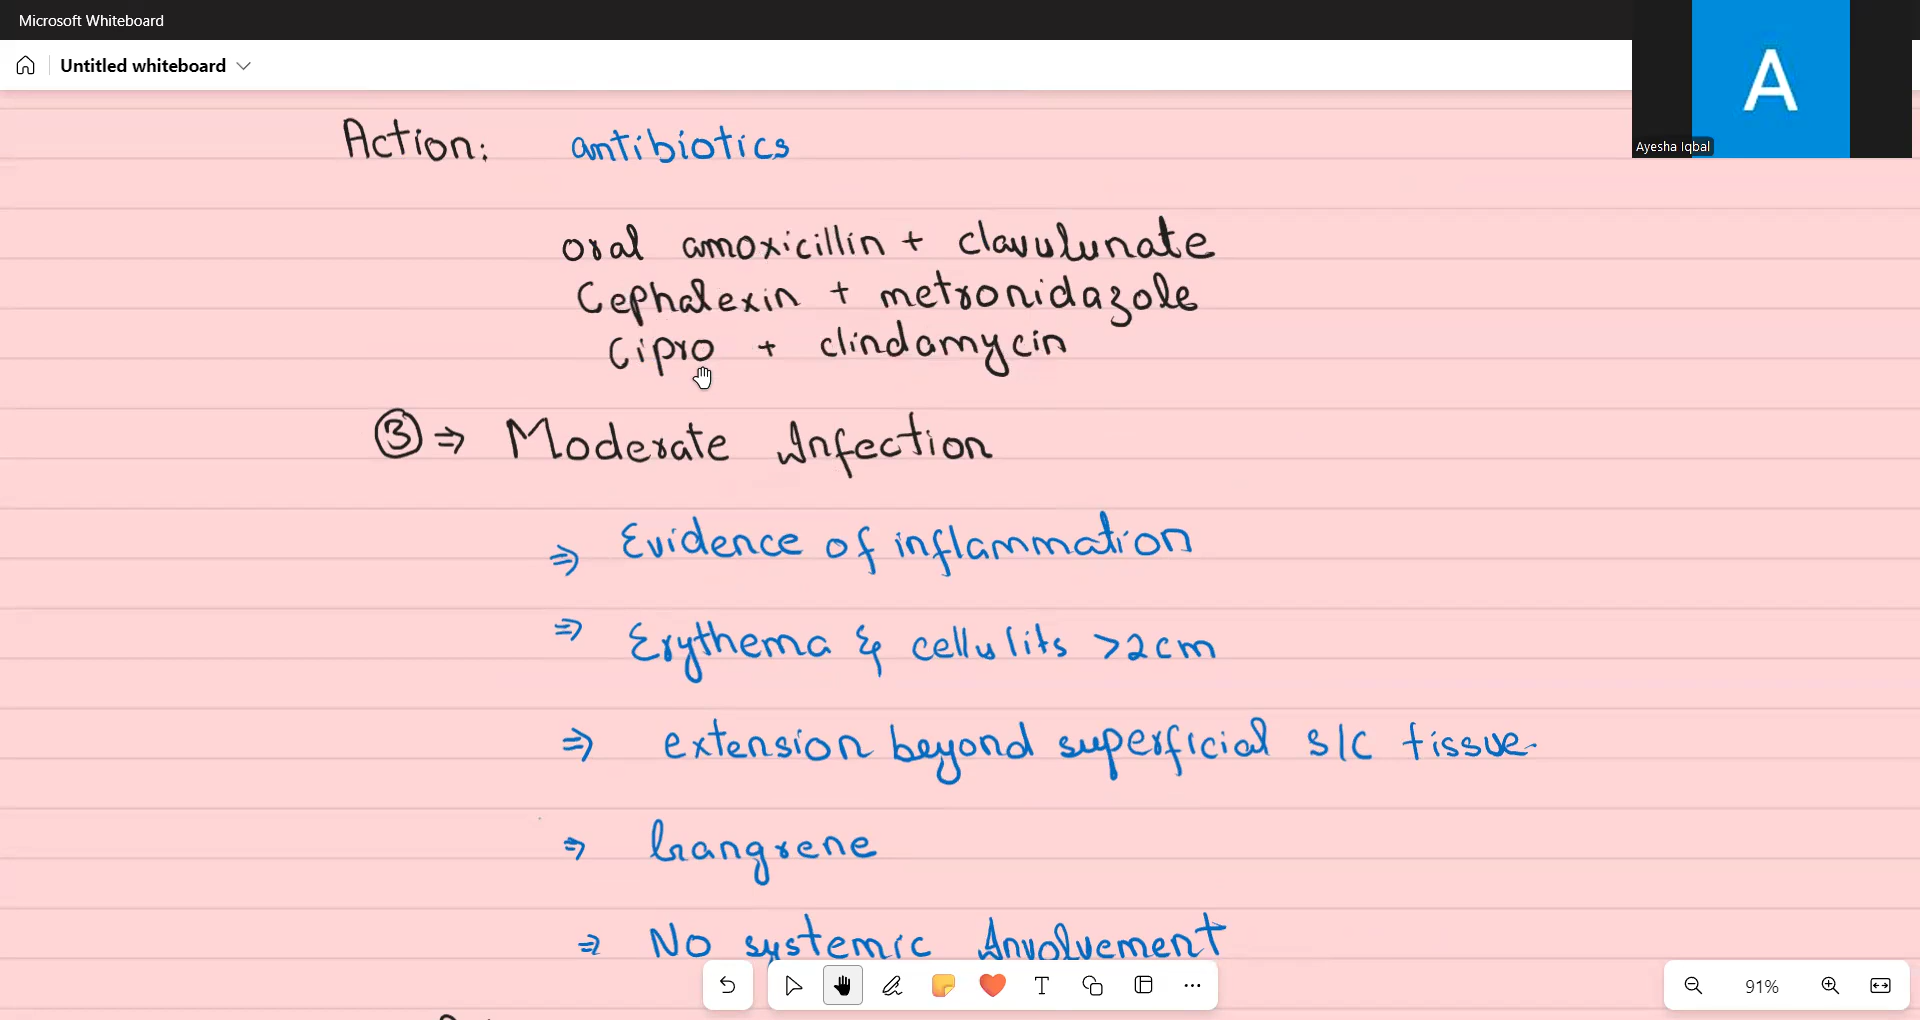 Microsoft Whiteboard
Untitled whiteboard
A
Ayesha Iqbal
Action: antibiotics
oral amoxicillin + clavulunate
Cephalexin + metronidazole
Cipro + clindamycin
③ ⇒ Moderate Infection
⇒ Evidence of inflammation
⇒ Erythema & cellulits >2cm
⇒ extension beyond superficial s/c tissue
⇒ Gangrene
⇒ No systemic Involvement
T
91%